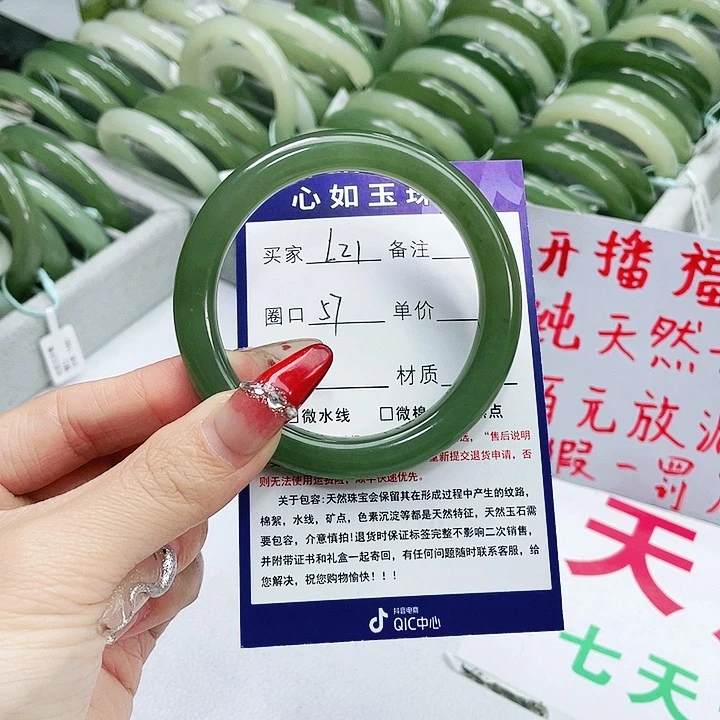 心如玉珠
买家 L21 备注
圈口 57 单价
材质
微水线 □微棉 点
"售后说明
重新提交退货申请，否
则无法使用运费险，顺丰快递优先。
关于包容：天然珠宝会保留其在形成过程中产生的纹路，
棉絮，水线，矿点，色素沉淀等都是天然特征，天然玉石需
要包容，介意慎拍！退货时保证标签完整不影响二次销售，
并附带证书和礼盒一起寄回，有任何问题随时联系客服，给
您解决，祝您购物愉快！！！
抖音电商
QIC中心
开播福
纯天然
百元放漏
假一罚
天
七天